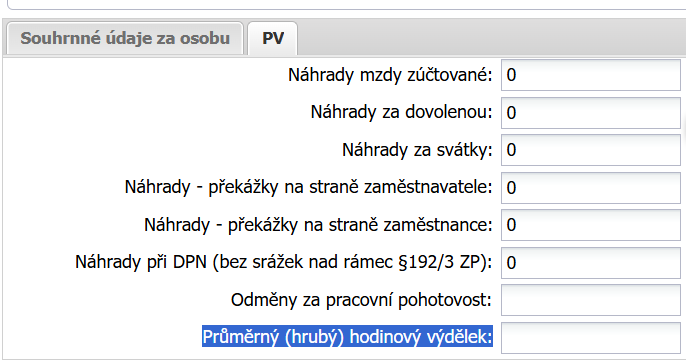 Souhrnné údaje za osobu PV
Náhrady mzdy zúčtované: 0
Náhrady za dovolenou: 0
Náhrady za svátky: 0
Náhrady - překážky na straně zaměstnavatele: 0
Náhrady - překážky na straně zaměstnance: 0
Náhrady při DPN (bez srážek nad rámec §192/3 ZP): 0
Odměny za pracovní pohotovost:
Průměrný (hrubý) hodinový výdělek: